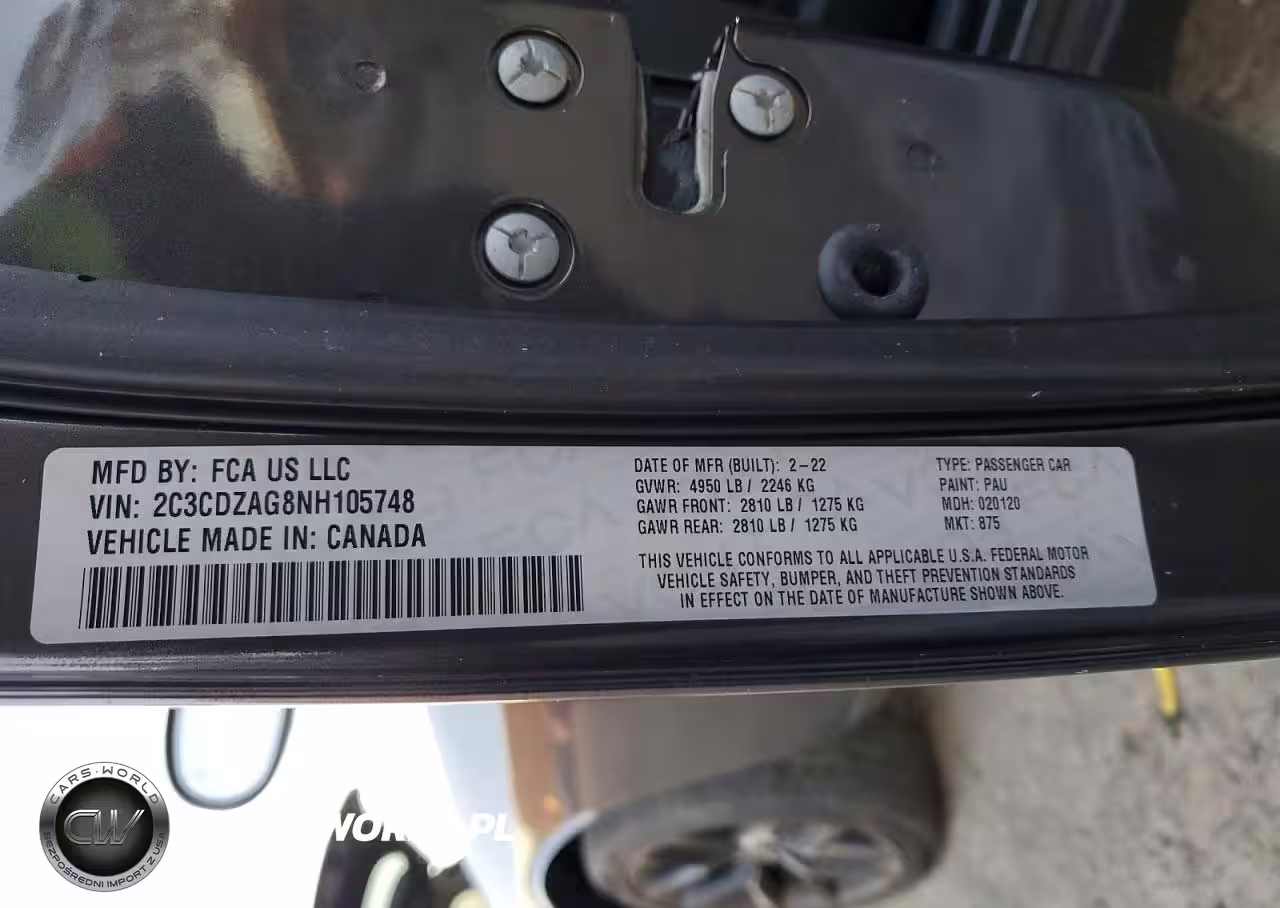 MFD BY: FCA US LLC
VIN: 2C3CDZAG8NH105748
VEHICLE MADE IN: CANADA
DATE OF MFR (BUILT): 2-22
GVWR: 4950 LB / 2246 KG
GAWR FRONT: 2810 LB / 1275 KG
GAWR REAR: 2810 LB / 1275 KG
TYPE: PASSENGER CAR
PAINT: PAU
MDH: 020120
MKT: 875
THIS VEHICLE CONFORMS TO ALL APPLICABLE U.S.A. FEDERAL MOTOR
VEHICLE SAFETY, BUMPER, AND THEFT PREVENTION STANDARDS
IN EFFECT ON THE DATE OF MANUFACTURE SHOWN ABOVE.
CARS-WORLD
CW
BEZPOŚREDNI IMPORT Z USA